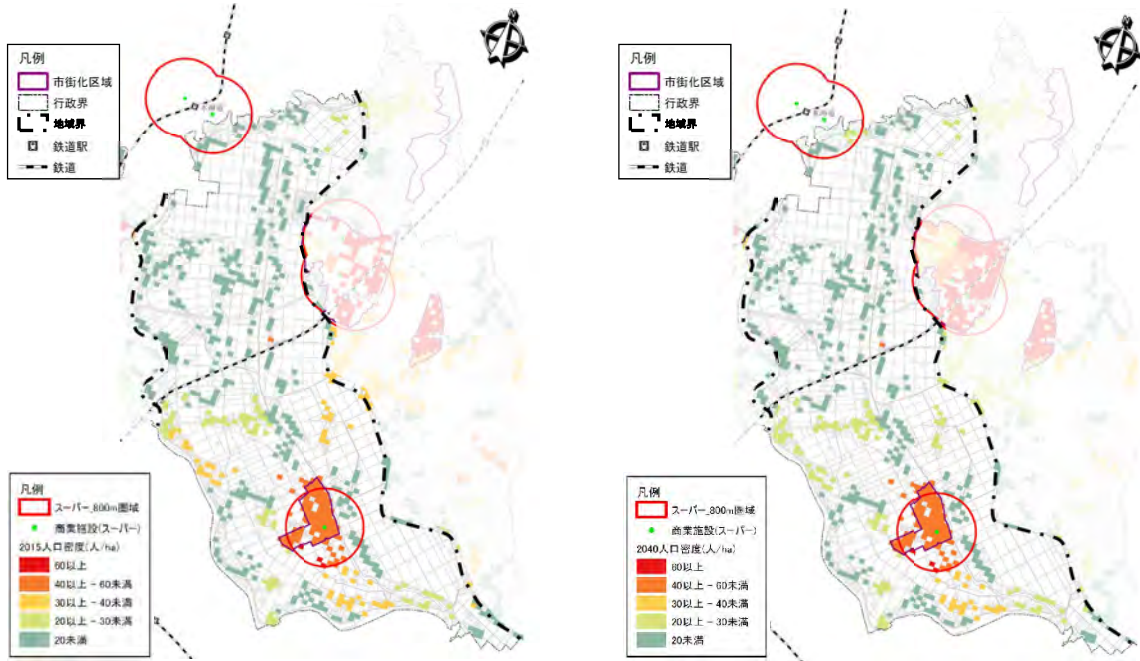 凡例
市街化区域
行政界
地域界
鉄道駅
鉄道
凡例
スーパー_800m圏域
商業施設(スーパー)
2015人口密度(人/ha)
60以上
40以上 - 60未満
30以上 - 40未満
20以上 - 30未満
20未満
凡例
市街化区域
行政界
地域界
鉄道駅
鉄道
凡例
スーパー_800m圏域
商業施設(スーパー)
2040人口密度(人/ha)
60以上
40以上 - 60未満
30以上 - 40未満
20以上 - 30未満
20未満